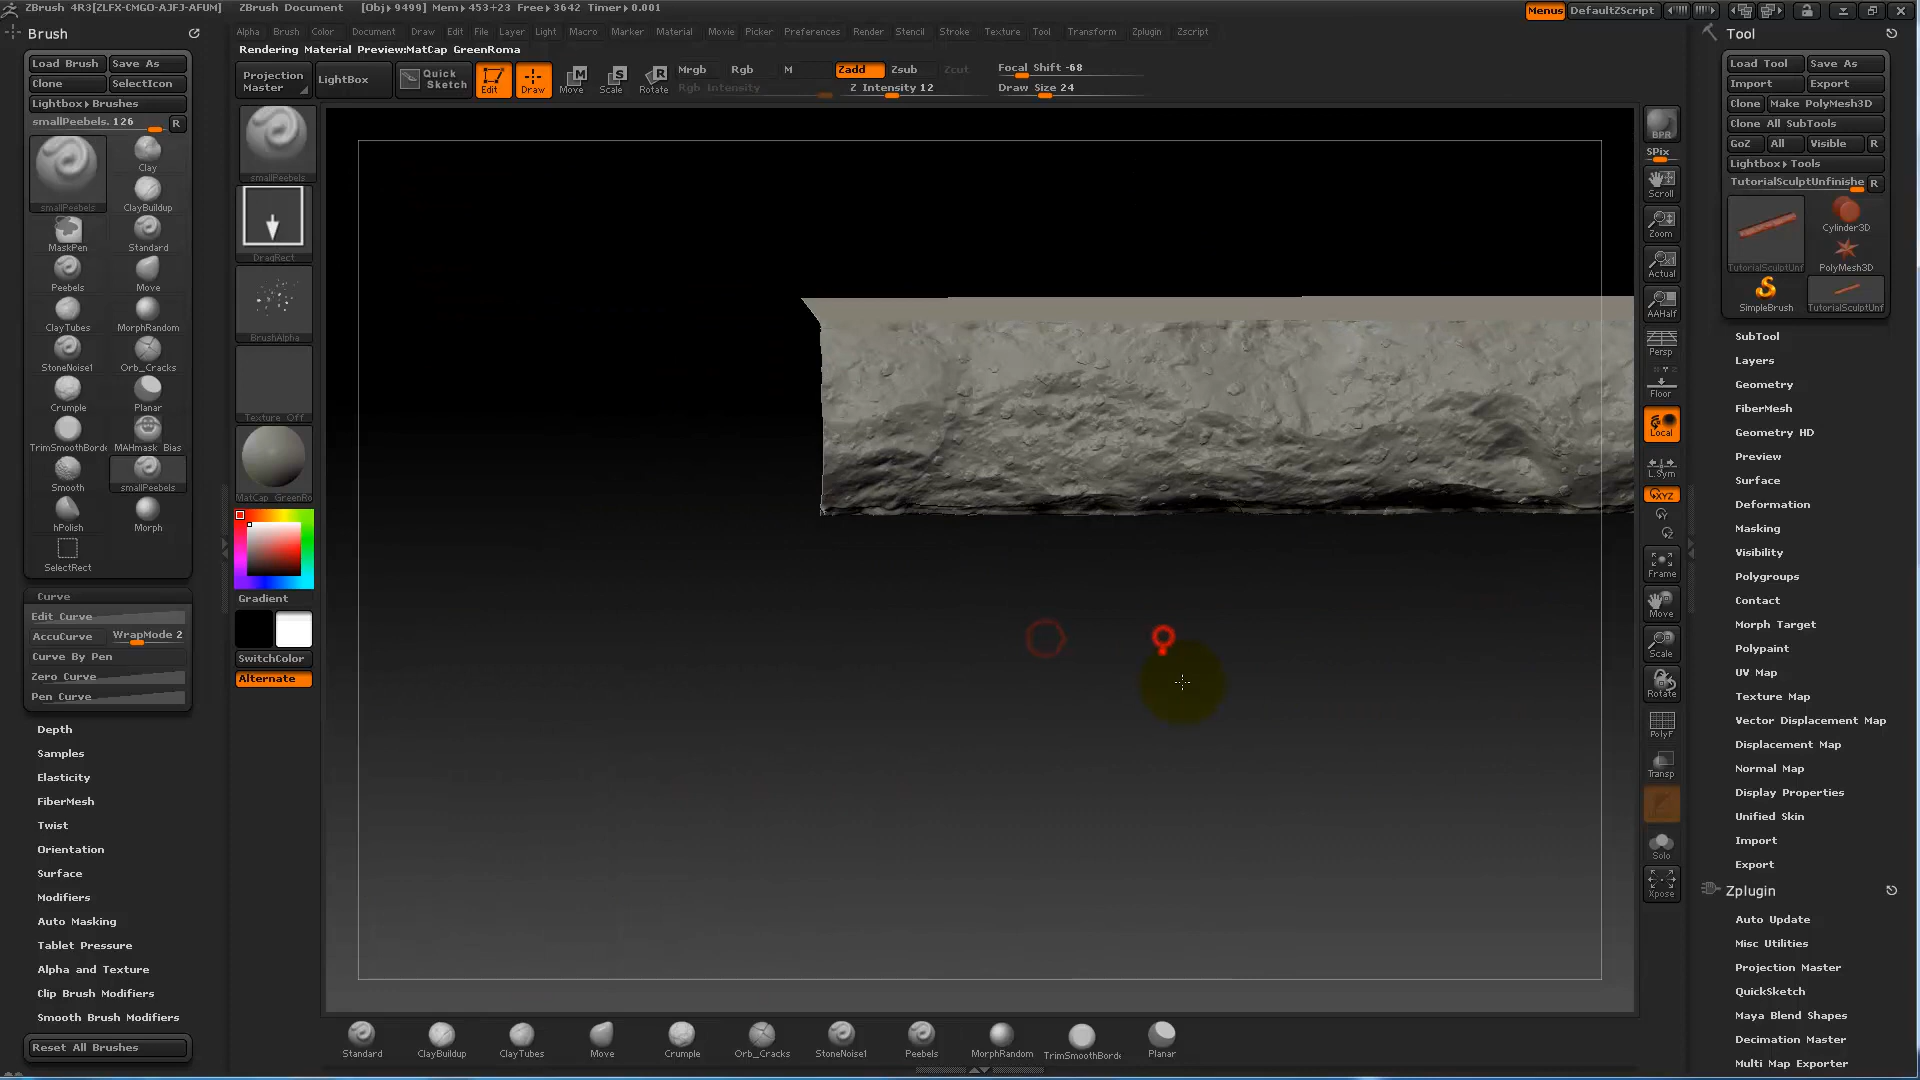 ZBrush 4R3[ZLFX-CMGO-AJFJ-AFUM] ZBrush Document [Obj▸9499] Mem▸453+23 Free▸3642 Timer▸0.001 Menus DefaultZScript
Brush
Load Brush Save As
Clone SelectIcon
Lightbox▸Brushes
smallPeebels. 126 R
smallPeebels Clay
ClayBuildup
MaskPen Standard
Peebels Move
ClayTubes MorphRandom
StoneNoise1 Orb_Cracks
Crumple Planar
TrimSmoothBorde MAHmask_Bias
Smooth smallPeebels
hPolish Morph
SelectRect
Curve
Edit Curve
AccuCurve WrapMode 2
Curve By Pen
Zero Curve
Pen Curve
Depth
Samples
Elasticity
FiberMesh
Twist
Orientation
Surface
Modifiers
Auto Masking
Tablet Pressure
Alpha and Texture
Clip Brush Modifiers
Smooth Brush Modifiers
Reset All Brushes
Alpha Brush Color Document Draw Edit File Layer Light Macro Marker Material Movie Picker Preferences Render Stencil Stroke Texture Tool Transform Zplugin Zscript
Rendering Material Preview:MatCap GreenRoma
Projection Master LightBox Quick Sketch Edit Draw Move Scale Rotate
Mrgb Rgb M Zadd Zsub Zcut Focal Shift -68
Rgb Intensity Z Intensity 12 Draw Size 24
smallPeebels
DragRect
BrushAlpha
Texture Off
MatCap GreenRo
Gradient
SwitchColor
Alternate
BPR
SPix
Scroll
Zoom
Actual
AAHalf
Persp
Floor
Local
L.Sym
XYZ
Frame
Move
Scale
Rotate
PolyF
Transp
Solo
Xpose
Standard ClayBuildup ClayTubes Move Crumple Orb_Cracks StoneNoise1 Peebels MorphRandom TrimSmoothBorde Planar
Tool
Load Tool Save As
Import Export
Clone Make PolyMesh3D
Clone All SubTools
GoZ All Visible R
Lightbox▸Tools
TutorialSculptUnfinishe R
TutorialSculptUnf Cylinder3D
PolyMesh3D
SimpleBrush TutorialSculptUnf
SubTool
Layers
Geometry
FiberMesh
Geometry HD
Preview
Surface
Deformation
Masking
Visibility
Polygroups
Contact
Morph Target
Polypaint
UV Map
Texture Map
Vector Displacement Map
Displacement Map
Normal Map
Display Properties
Unified Skin
Import
Export
Zplugin
Auto Update
Misc Utilities
Projection Master
QuickSketch
Maya Blend Shapes
Decimation Master
Multi Map Exporter